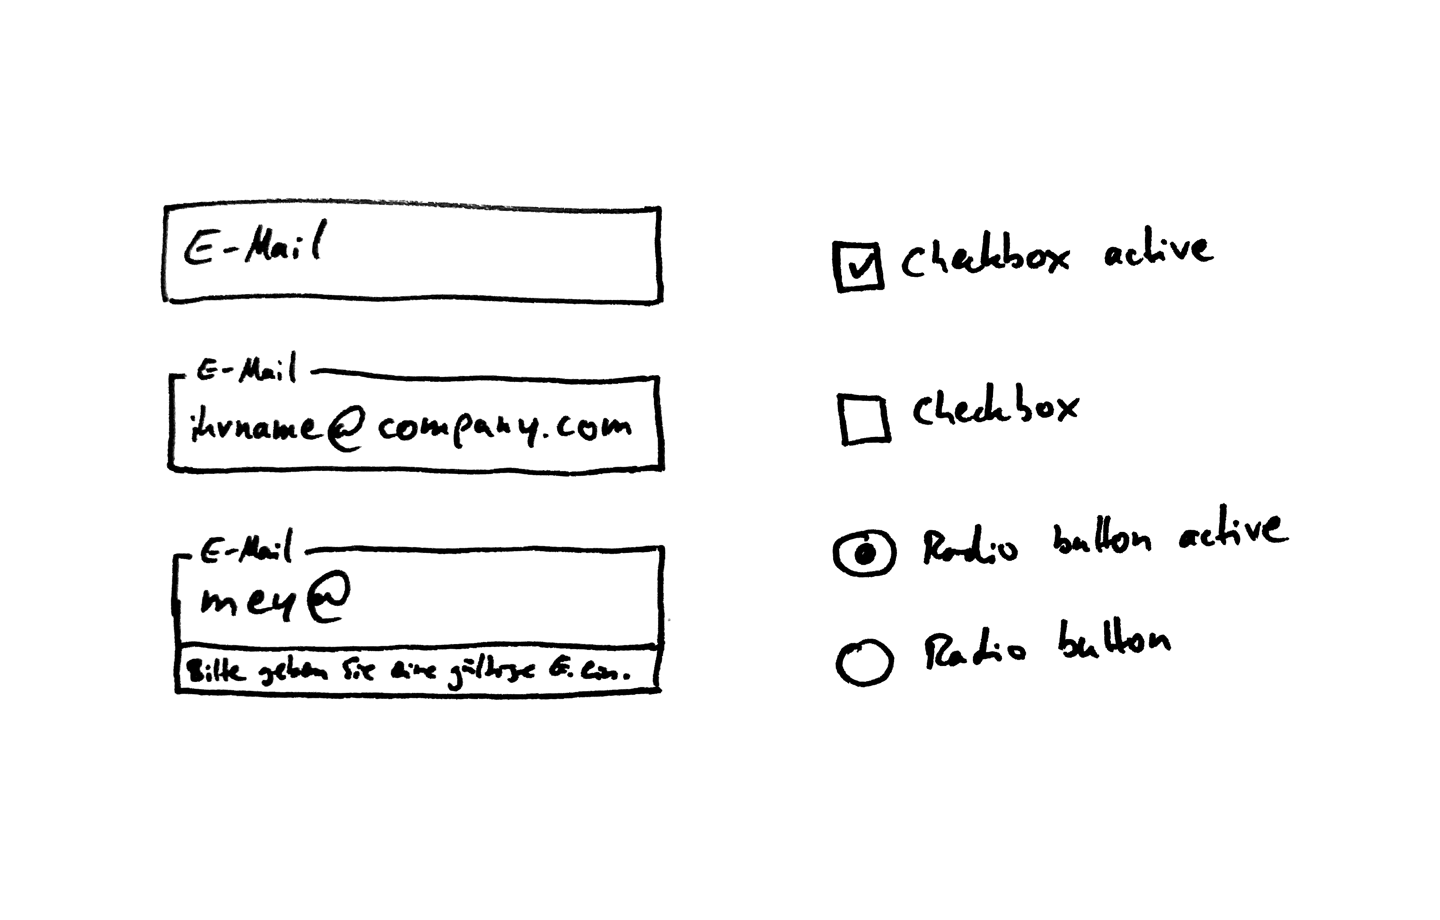 E-Mail
E-Mail
ihrname@company.com
E-Mail
mey@
Bitte geben Sie eine gültige E. ein.
Checkbox active
Checkbox
Radio button active
Radio button